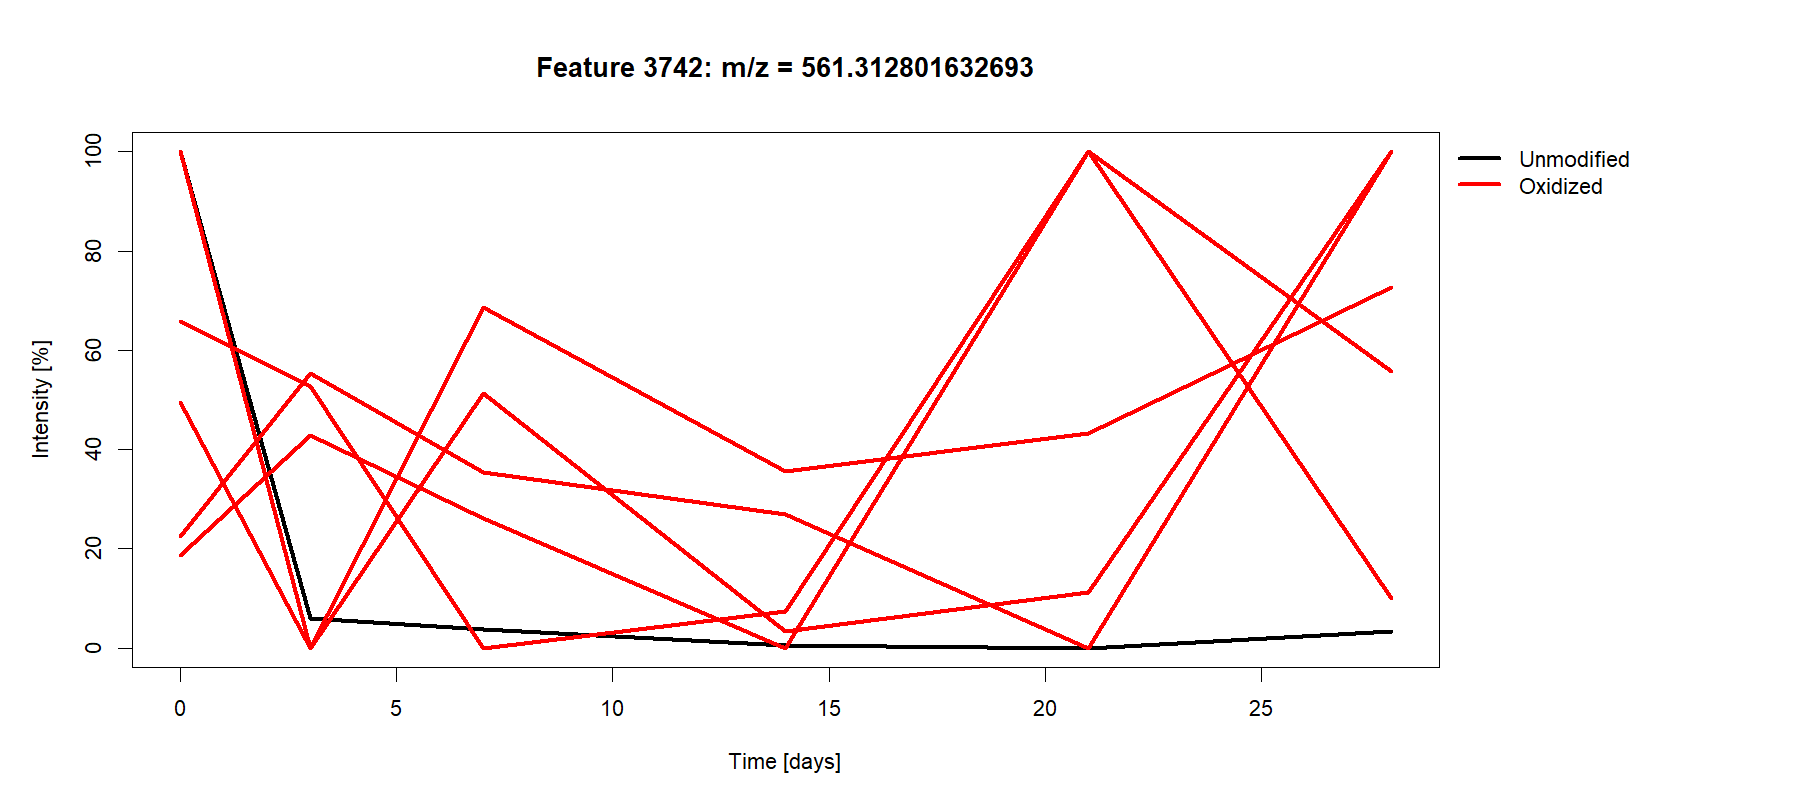 Feature 3742: m/z = 561.312801632693
Unmodified
Oxidized
100
80
60
40
20
0
Intensity [%]
0 5 10 15 20 25
Time [days]